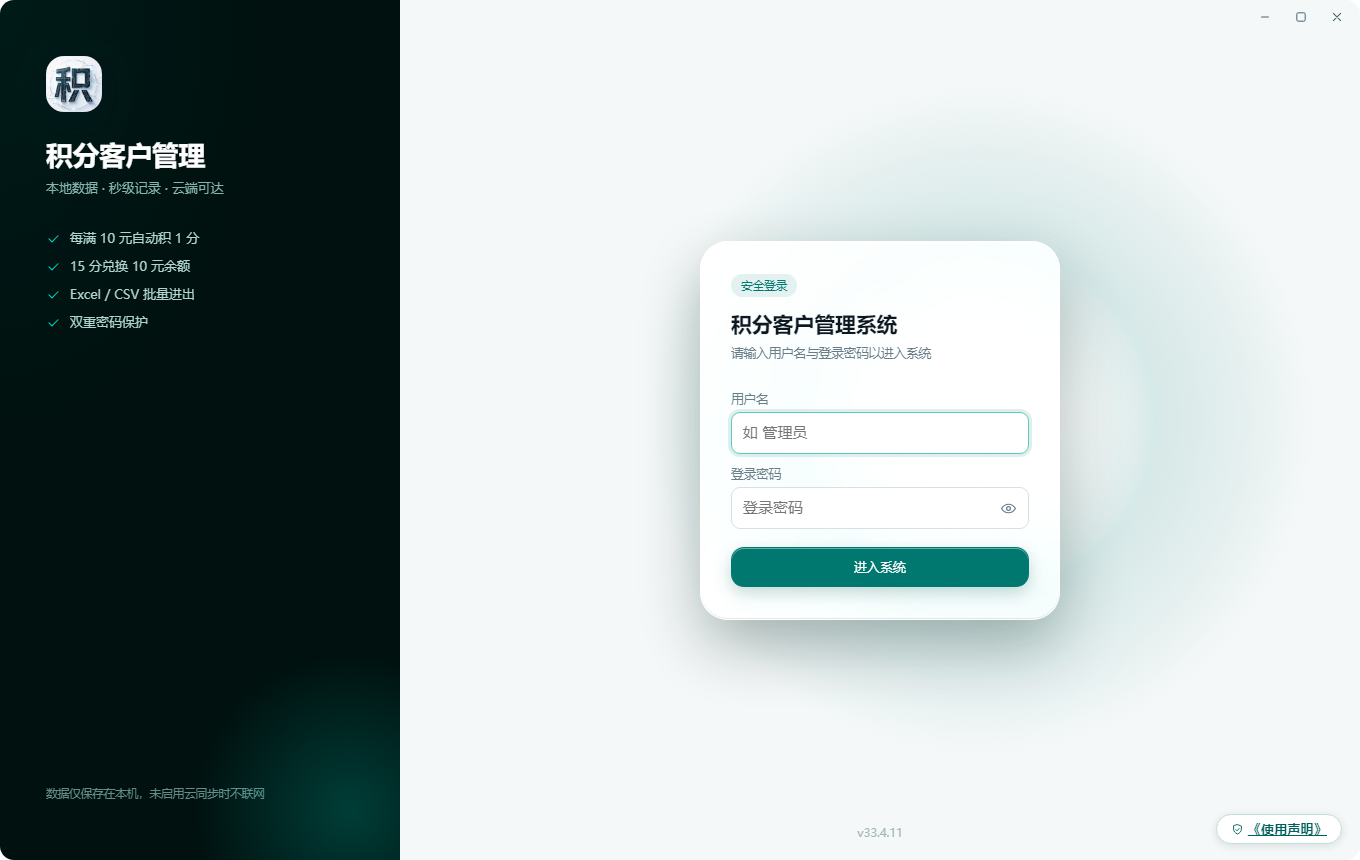 积
积分客户管理
本地数据 · 秒级记录 · 云端可达
每满 10 元自动积 1 分
15 分兑换 10 元余额
Excel / CSV 批量进出
双重密码保护
数据仅保存在本机，未启用云同步时不联网
安全登录
积分客户管理系统
请输入用户名与登录密码以进入系统
用户名
如 管理员
登录密码
登录密码
进入系统
v33.4.11
《使用声明》